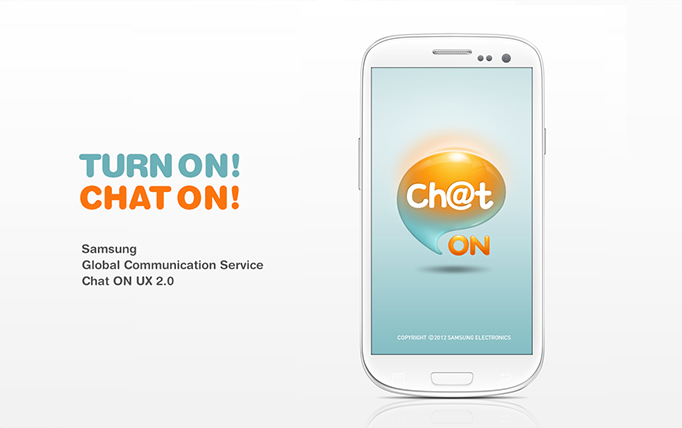 TURN ON!
CHAT ON!
Samsung
Global Communication Service
Chat ON UX 2.0
Ch@t
ON
COPYRIGHT ©2012 SAMSUNG ELECTRONICS